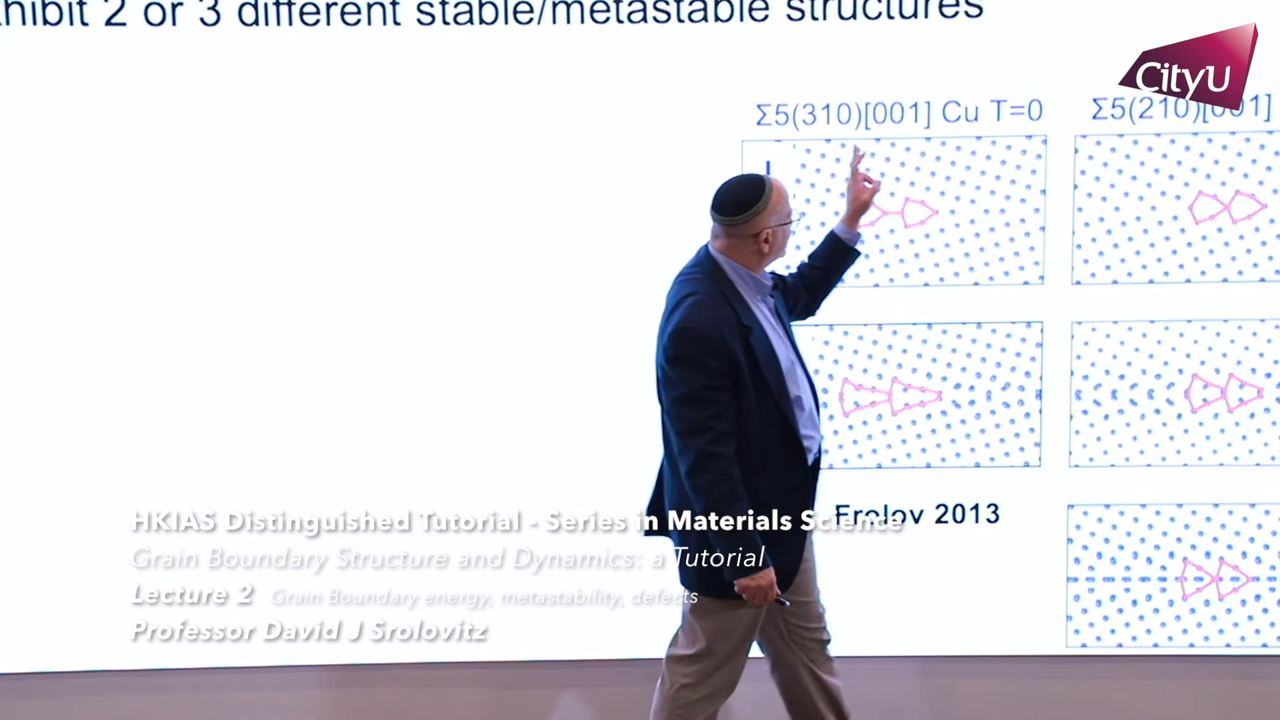 hibit 2 or 3 different stable/metastable structures
CityU
Σ5(310)[001] Cu T=0
Σ5(210)[001]
Frolov 2013
HKIAS Distinguished Tutorial - Series in Materials Science
Grain Boundary Structure and Dynamics: a Tutorial
Lecture 2 Grain Boundary energy, metastability, defects
Professor David J Srolovitz